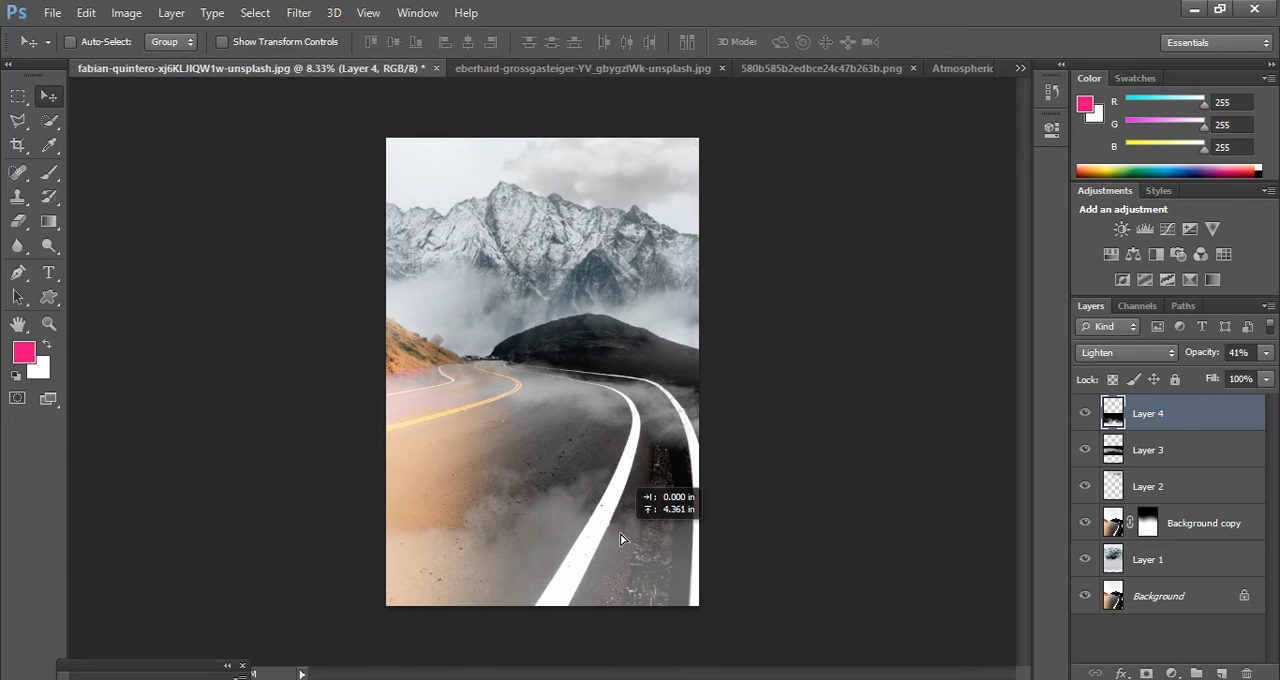 Ps File Edit Image Layer Type Select Filter 3D View Window Help
Auto-Select: Group Show Transform Controls 3D Mode: Essentials
fabian-quintero-xj6KLJIQW1w-unsplash.jpg @ 8.33% (Layer 4, RGB/8) * × eberhard-grossgasteiger-YV_gbygzIWk-unsplash.jpg × 580b585b2edbce24c47b263b.png × Atmospheric
Color Swatches
R 255
G 255
B 255
Adjustments Styles
Add an adjustment
Layers Channels Paths
Kind
Lighten Opacity: 41%
Lock: Fill: 100%
Layer 4
Layer 3
Layer 2
Background copy
Layer 1
Background
0.000 in
4.361 in